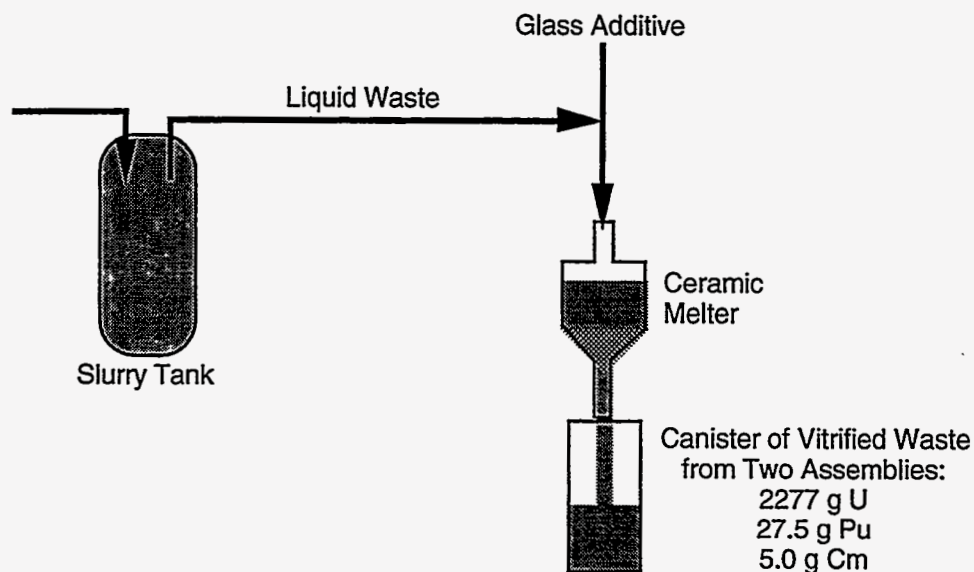 Glass Additive
Liquid Waste
Ceramic
Melter
Slurry Tank
Canister of Vitrified Waste
from Two Assemblies:
2277 g U
27.5 g Pu
5.0 g Cm